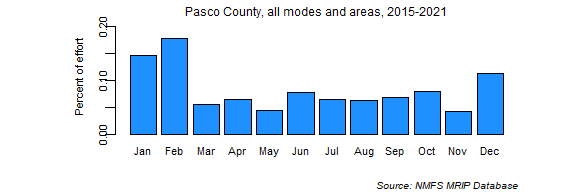 Pasco County, all modes and areas, 2015-2021
Percent of effort
0.20
0.10
0.00
Jan Feb Mar Apr May Jun Jul Aug Sep Oct Nov Dec
Source: NMFS MRIP Database